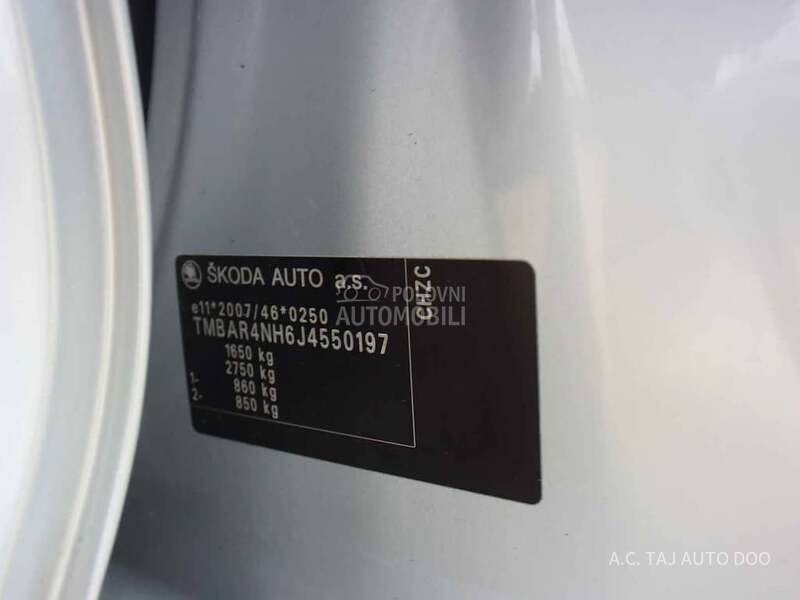 ŠKODA AUTO a.s.
e11*2007/46*0250
TMBAR4NH6J4550197
1650 kg
2750 kg
1- 860 kg
2- 850 kg
CHZC
POLOVNI
AUTOMOBILI
A.C. TAJ AUTO DOO